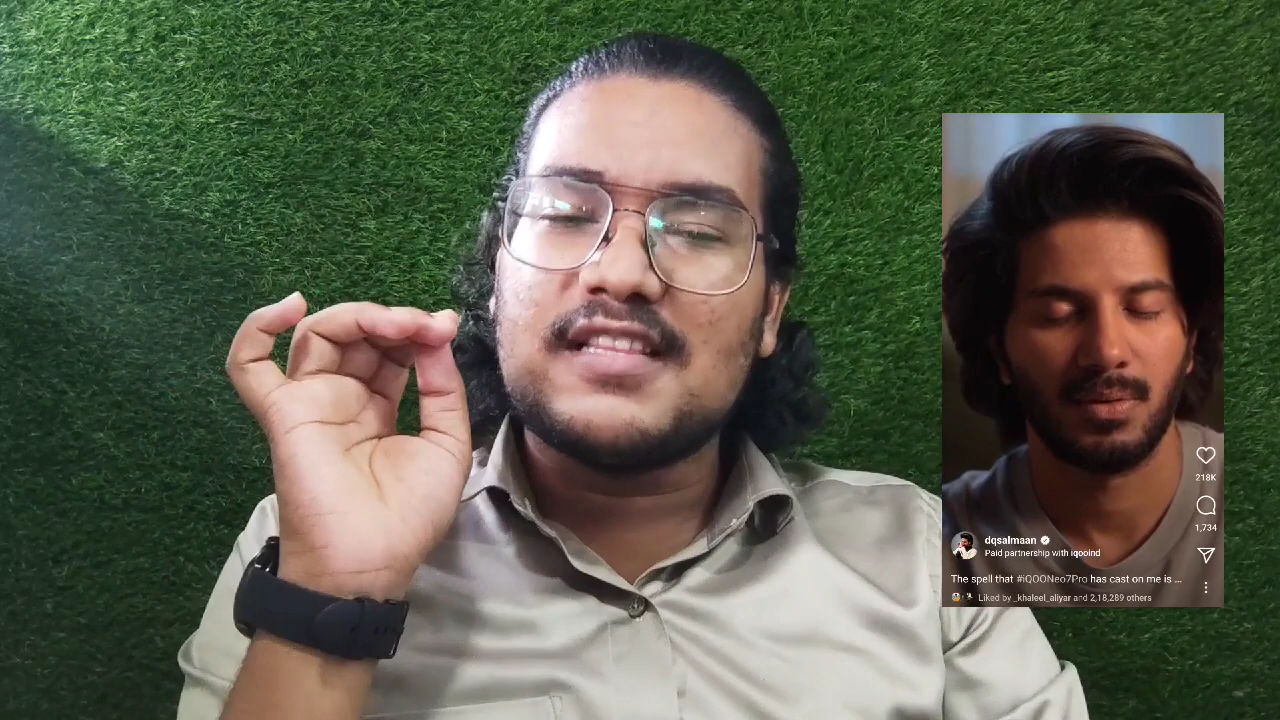 218K
1,734
dqsalmaan
Paid partnership with iqooind
The spell that #iQOONeo7Pro has cast on me is ...
Liked by _khaleel_aliyar and 2,18,289 others